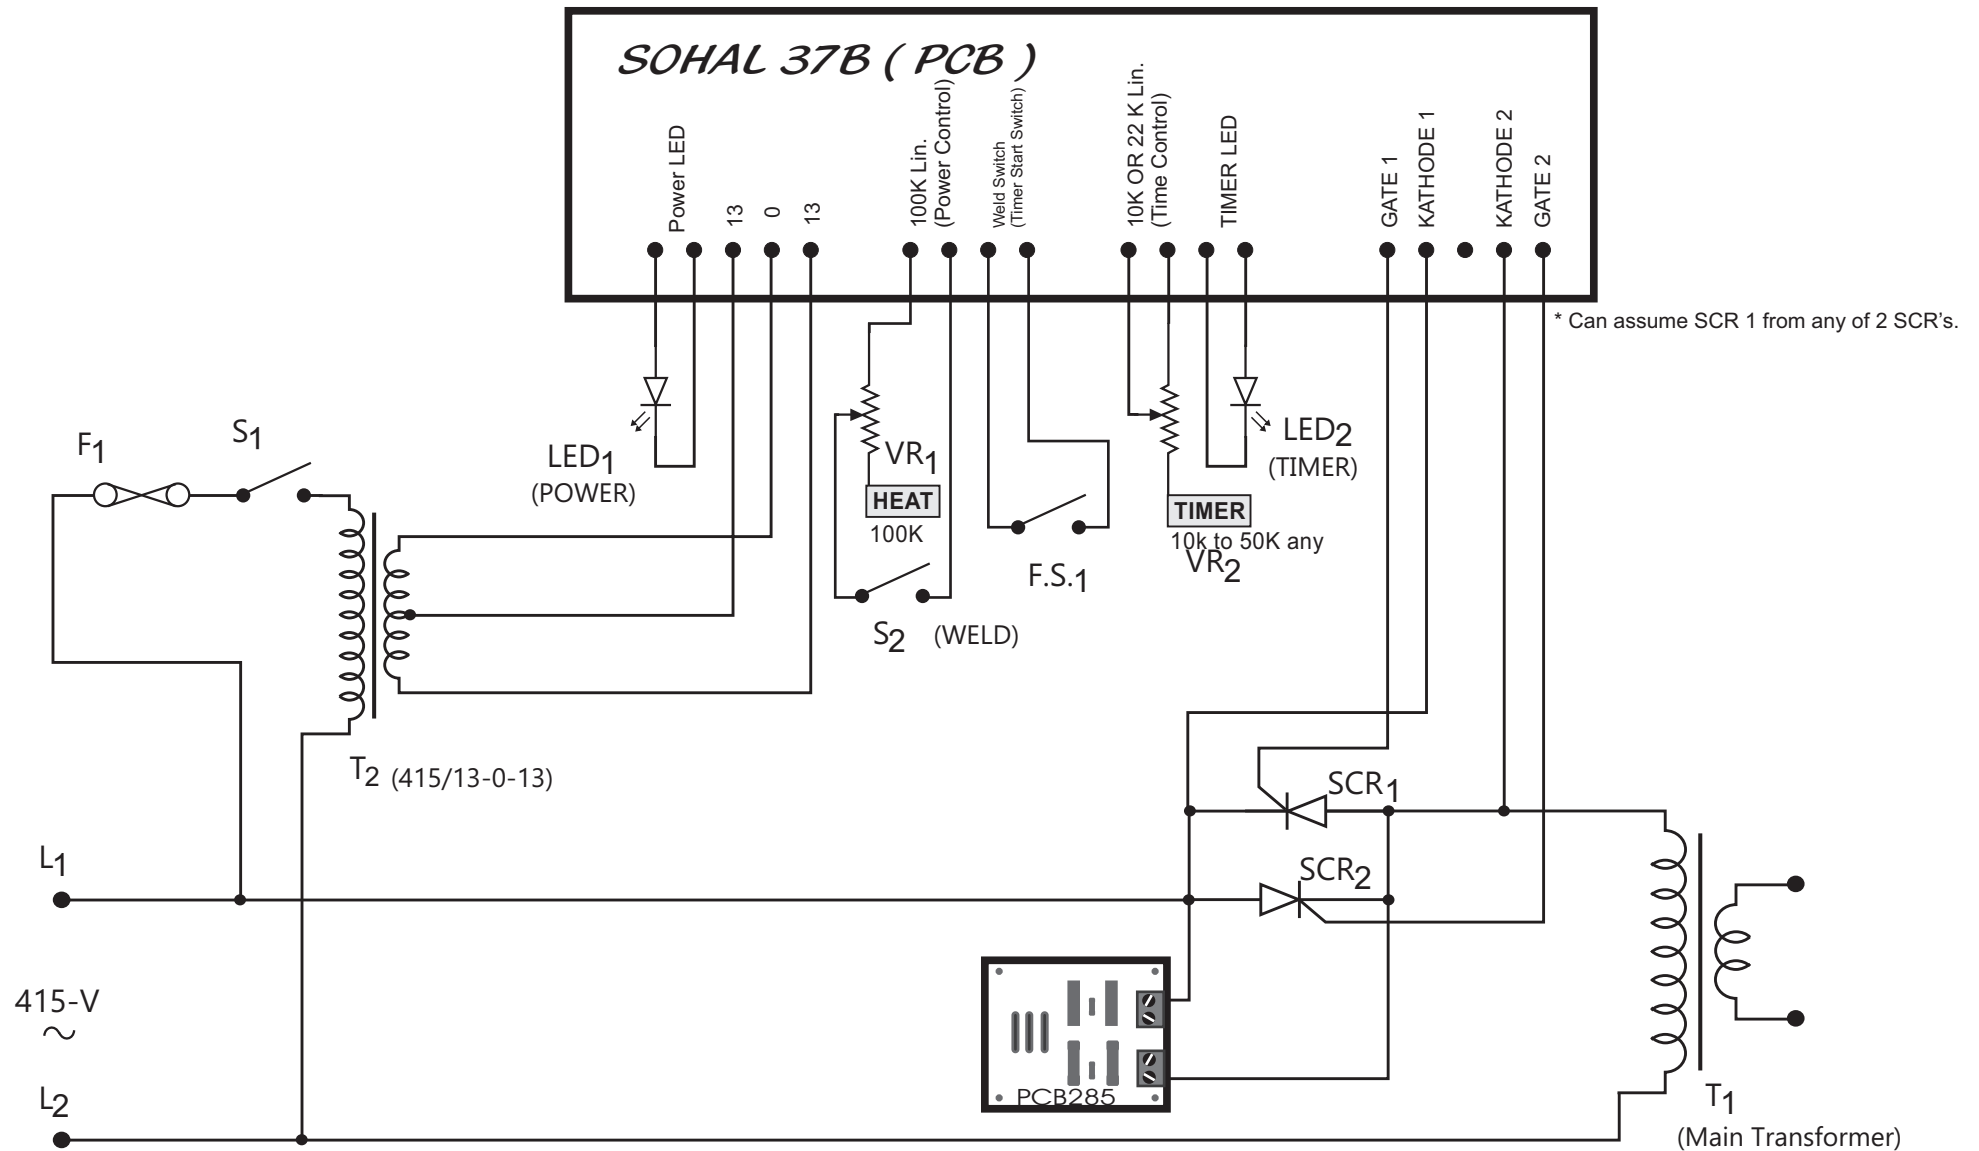 SOHAL 37B ( PCB )
Power LED
13
0
13
100K Lin.
(Power Control)
Weld Switch
(Timer Start Switch)
10K OR 22 K Lin.
(Time Control)
TIMER LED
GATE 1
KATHODE 1
KATHODE 2
GATE 2
* Can assume SCR 1 from any of 2 SCR's.
F1
S1
LED1
(POWER)
VR1
HEAT
100K
S2 (WELD)
F.S.1
LED2
(TIMER)
TIMER
10k to 50K any
VR2
T2 (415/13-0-13)
SCR1
SCR2
L1
415-V
~
L2
PCB285
T1
(Main Transformer)